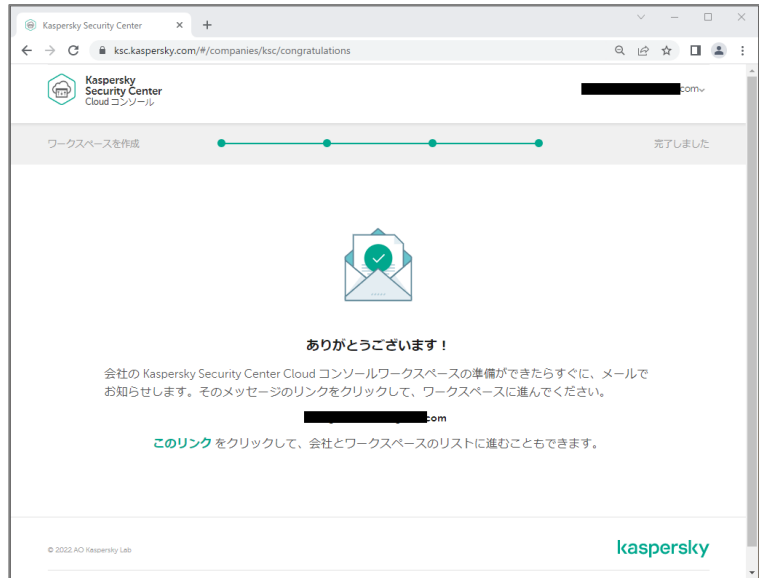 Kaspersky Security Center
ksc.kaspersky.com/#/companies/ksc/congratulations
Kaspersky
Security Center
Cloud コンソール
com
ワークスペースを作成
完了しました
ありがとうございます！
会社の Kaspersky Security Center Cloud コンソールワークスペースの準備ができたらすぐに、メールで
お知らせします。そのメッセージのリンクをクリックして、ワークスペースに進んでください。
com
このリンク をクリックして、会社とワークスペースのリストに進むこともできます。
© 2022 AO Kaspersky Lab
kaspersky